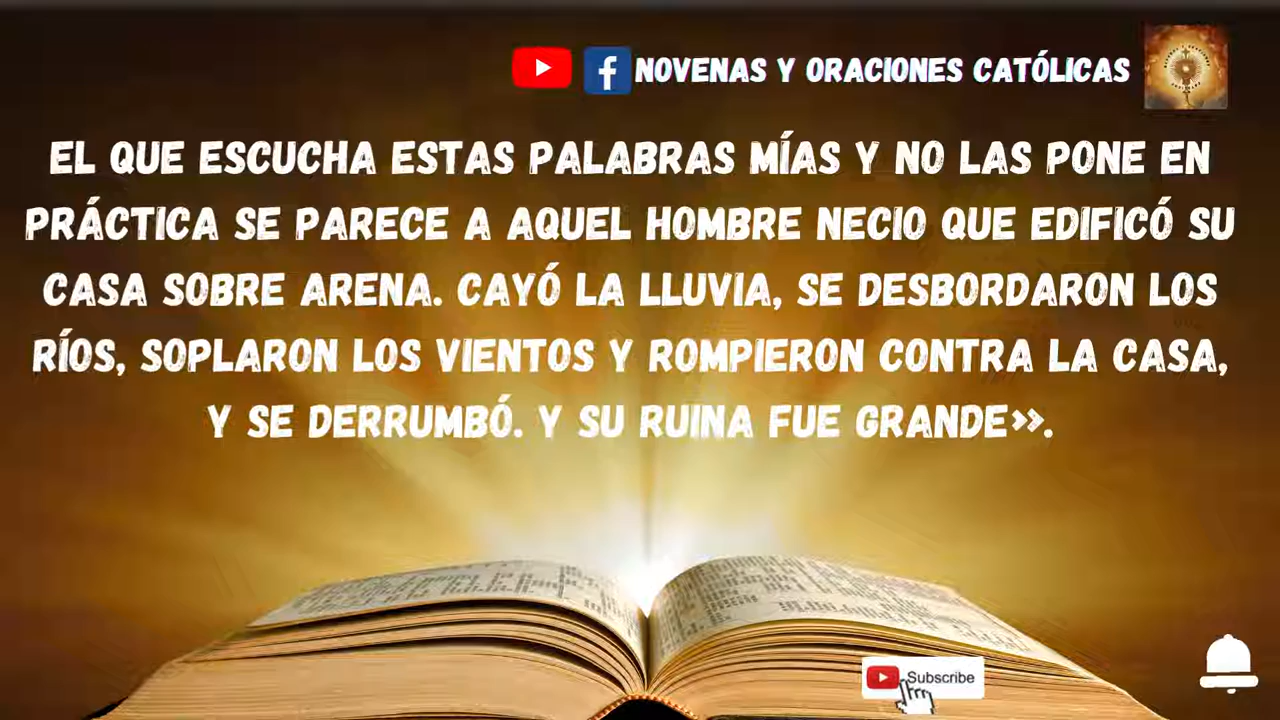 NOVENAS Y ORACIONES CATÓLICAS
EL QUE ESCUCHA ESTAS PALABRAS MÍAS Y NO LAS PONE EN
PRÁCTICA SE PARECE A AQUEL HOMBRE NECIO QUE EDIFICÓ SU
CASA SOBRE ARENA. CAYÓ LA LLUVIA, SE DESBORDARON LOS
RÍOS, SOPLARON LOS VIENTOS Y ROMPIERON CONTRA LA CASA,
Y SE DERRUMBÓ. Y SU RUINA FUE GRANDE>>.
Subscribe